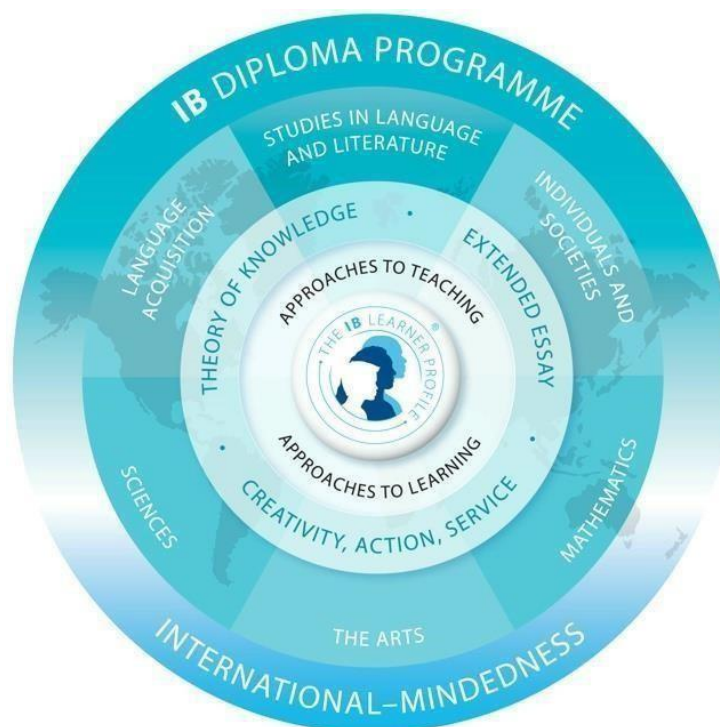 IB DIPLOMA PROGRAMME
STUDIES IN LANGUAGE
AND LITERATURE
LANGUAGE
ACQUISITION
INDIVIDUALS AND
SOCIETIES
THEORY OF KNOWLEDGE
·
EXTENDED ESSAY
·
APPROACHES TO TEACHING
THE IB LEARNER PROFILE
®
APPROACHES TO LEARNING
CREATIVITY, ACTION, SERVICE
·
SCIENCES
MATHEMATICS
THE ARTS
INTERNATIONAL–MINDEDNESS